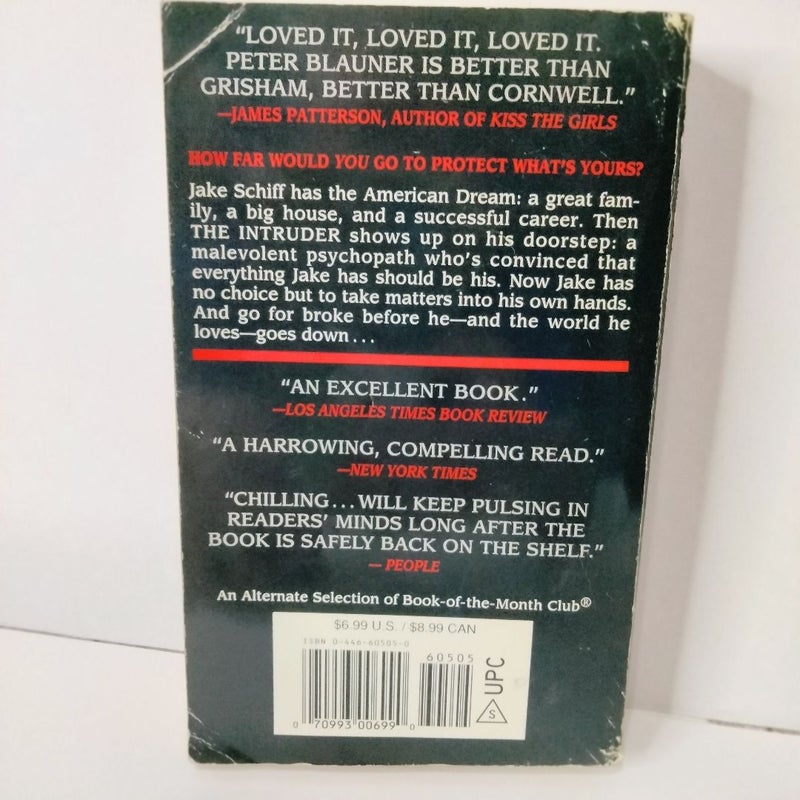 "LOVED IT, LOVED IT, LOVED IT.
PETER BLAUNER IS BETTER THAN
GRISHAM, BETTER THAN CORNWELL."
—JAMES PATTERSON, AUTHOR OF KISS THE GIRLS
HOW FAR WOULD YOU GO TO PROTECT WHAT'S YOURS?
Jake Schiff has the American Dream: a great fam-
ily, a big house, and a successful career. Then
THE INTRUDER shows up on his doorstep: a
malevolent psychopath who's convinced that
everything Jake has should be his. Now Jake has
no choice but to take matters into his own hands.
And go for broke before he—and the world he
loves—goes down...
"AN EXCELLENT BOOK."
—LOS ANGELES TIMES BOOK REVIEW
"A HARROWING, COMPELLING READ."
—NEW YORK TIMES
"CHILLING...WILL KEEP PULSING IN
READERS' MINDS LONG AFTER THE
BOOK IS SAFELY BACK ON THE SHELF."
— PEOPLE
An Alternate Selection of Book-of-the-Month Club®
$6.99 U.S. / $8.99 CAN
ISBN 0-446-60505-0
60505
UPC
S
0 70993 00699 0